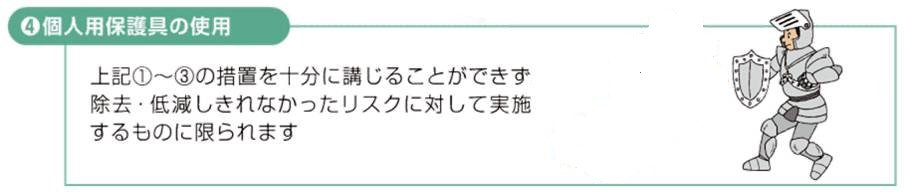 ❹個人用保護具の使用
上記①～③の措置を十分に講じることができず
除去・低減しきれなかったリスクに対して実施
するものに限られます